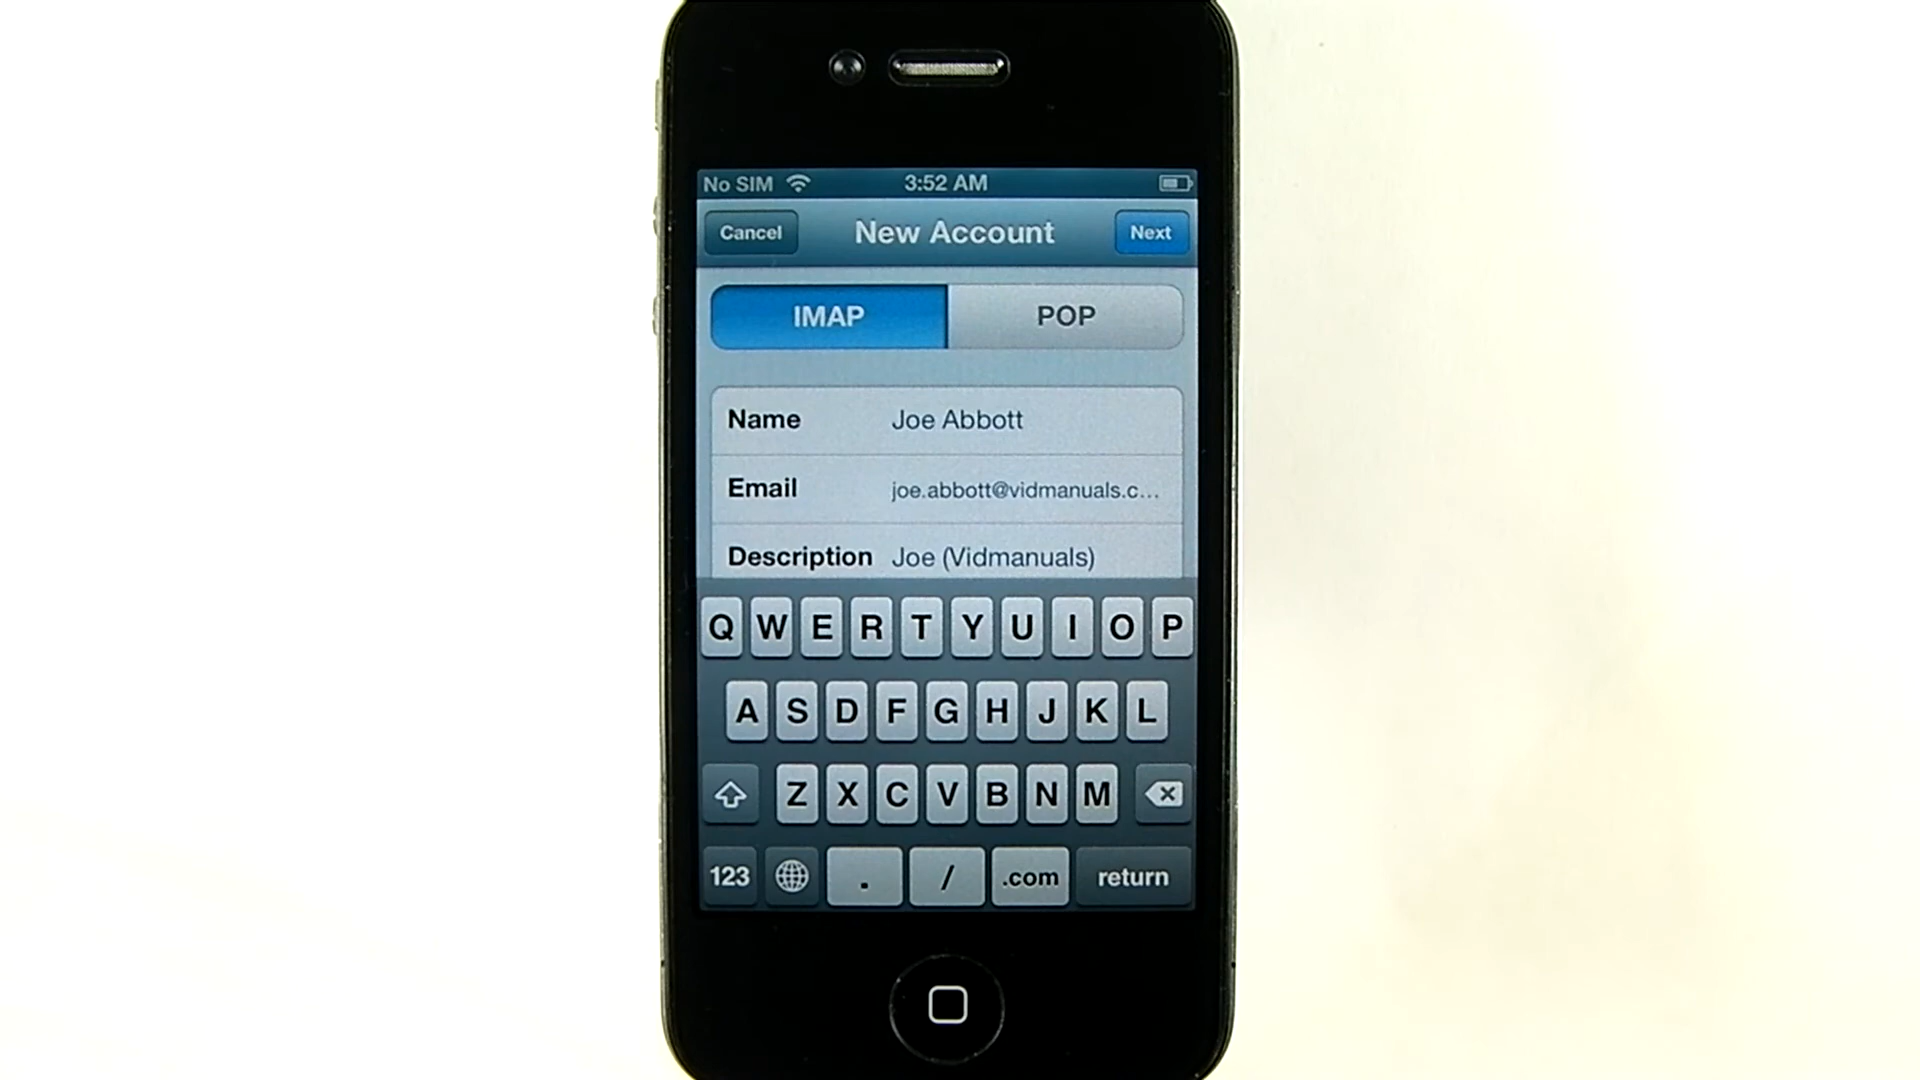 No SIM 3:52 AM
Cancel New Account Next
IMAP POP
Name Joe Abbott
Email joe.abbott@vidmanuals.c...
Description Joe (Vidmanuals)
Q W E R T Y U I O P
A S D F G H J K L
Z X C V B N M
123 . / .com return